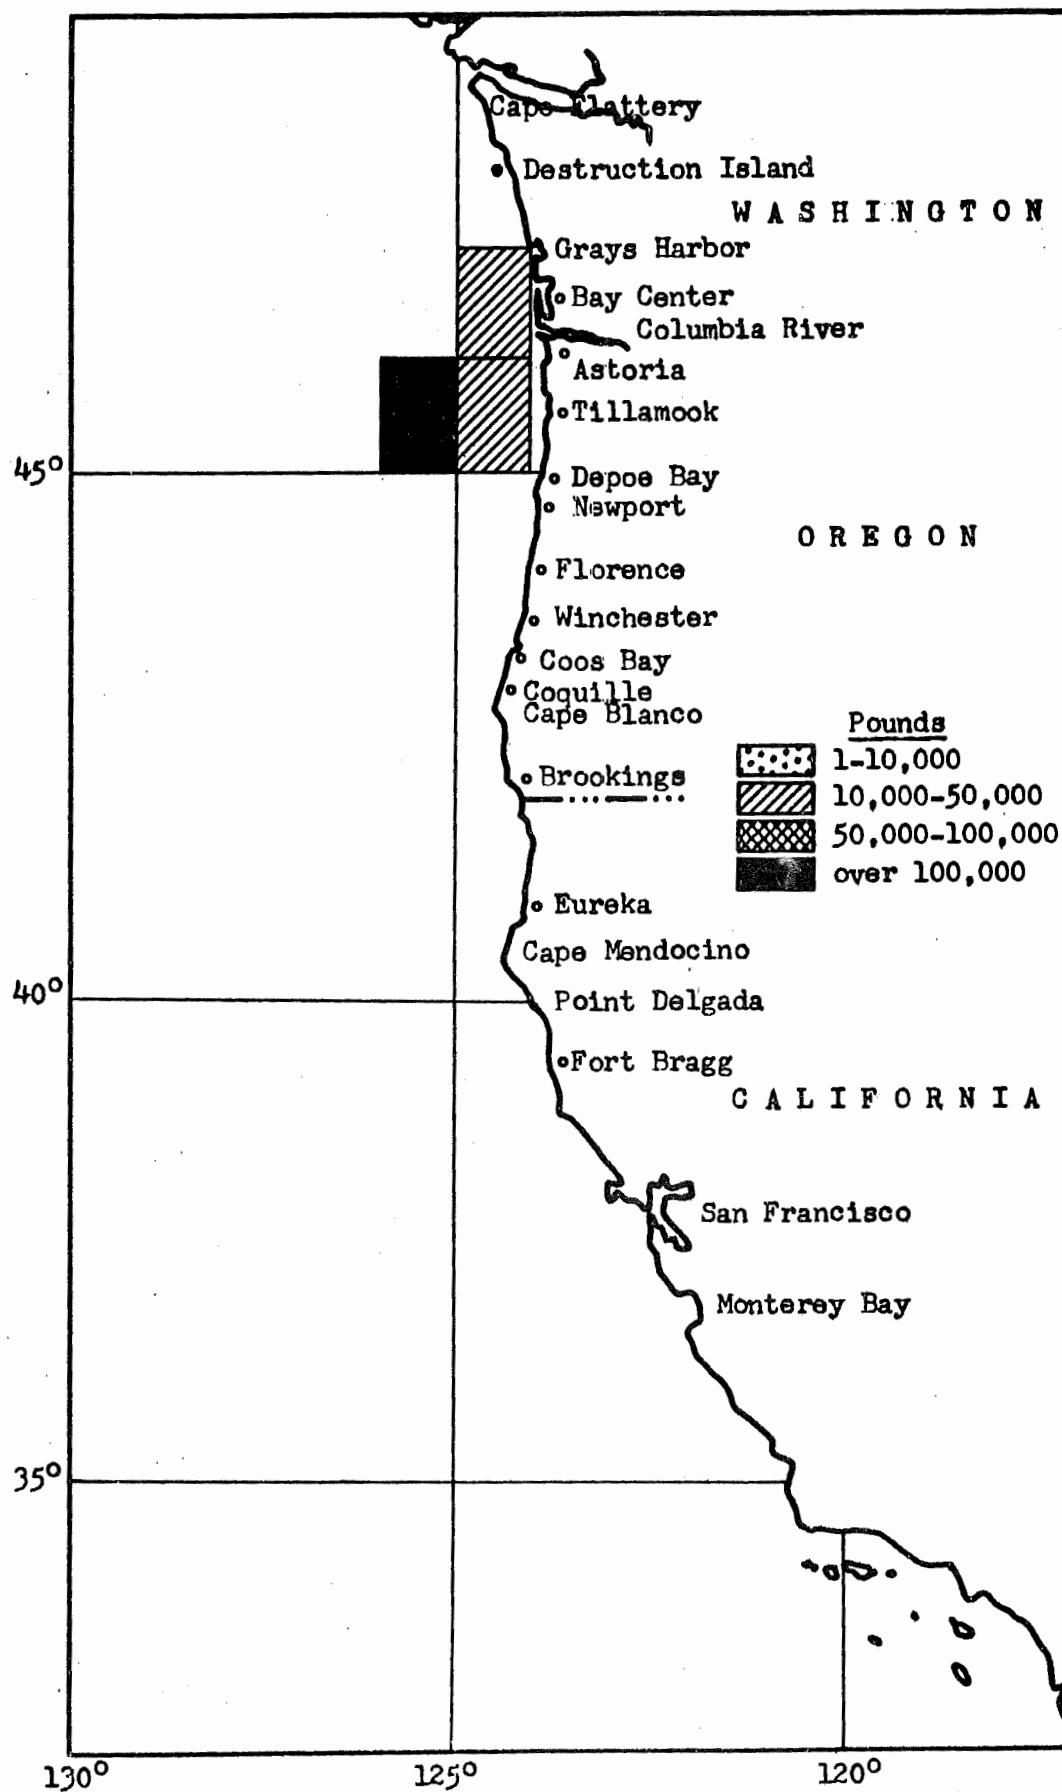 Cape Flattery
Destruction Island
WASHINGTON
Grays Harbor
Bay Center
Columbia River
Astoria
Tillamook
45°
Depoe Bay
Newport
OREGON
Florence
Winchester
Coos Bay
Coquille
Cape Blanco
Pounds
1-10,000
Brookings
10,000-50,000
50,000-100,000
over 100,000
Eureka
Cape Mendocino
40°
Point Delgada
Fort Bragg
CALIFORNIA
San Francisco
Monterey Bay
35°
130°
125°
120°